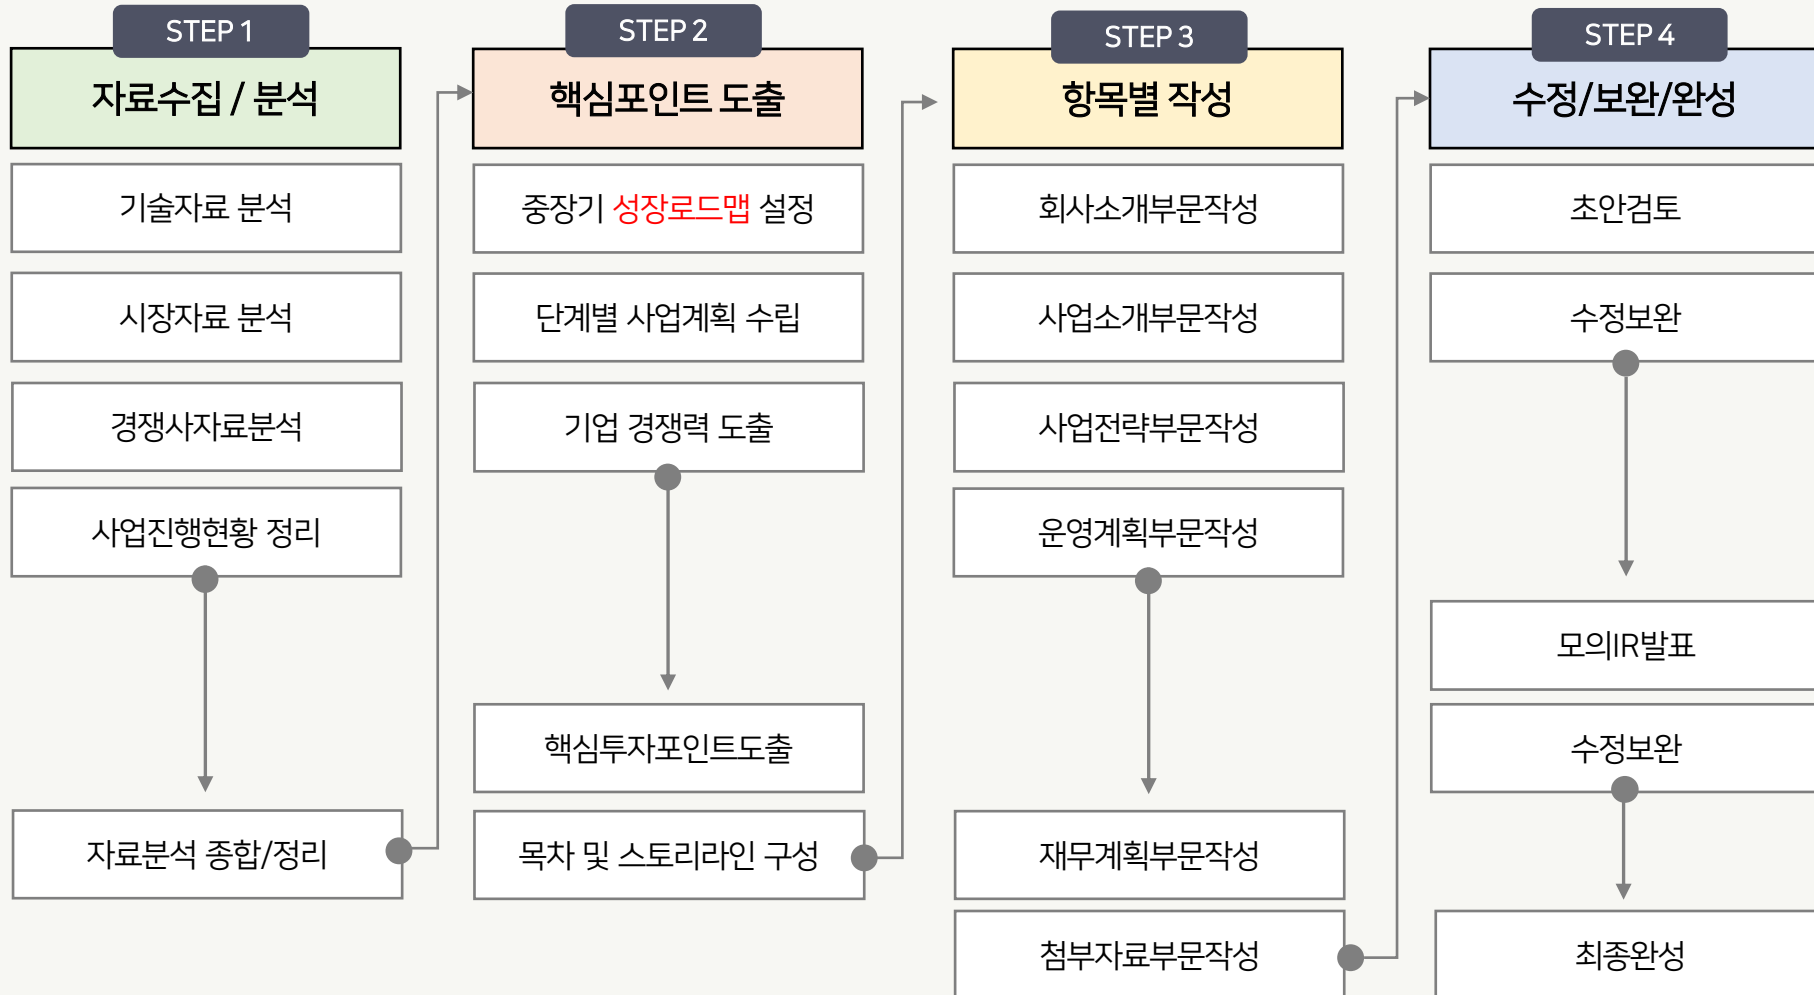 STEP 1
자료수집 / 분석
기술자료 분석
시장자료 분석
경쟁사자료분석
사업진행현황 정리
자료분석 종합/정리
STEP 2
핵심포인트 도출
중장기 성장로드맵 설정
단계별 사업계획 수립
기업 경쟁력 도출
핵심투자포인트도출
목차 및 스토리라인 구성
STEP 3
항목별 작성
회사소개부문작성
사업소개부문작성
사업전략부문작성
운영계획부문작성
재무계획부문작성
첨부자료부문작성
STEP 4
수정/보완/완성
초안검토
수정보완
모의IR발표
수정보완
최종완성